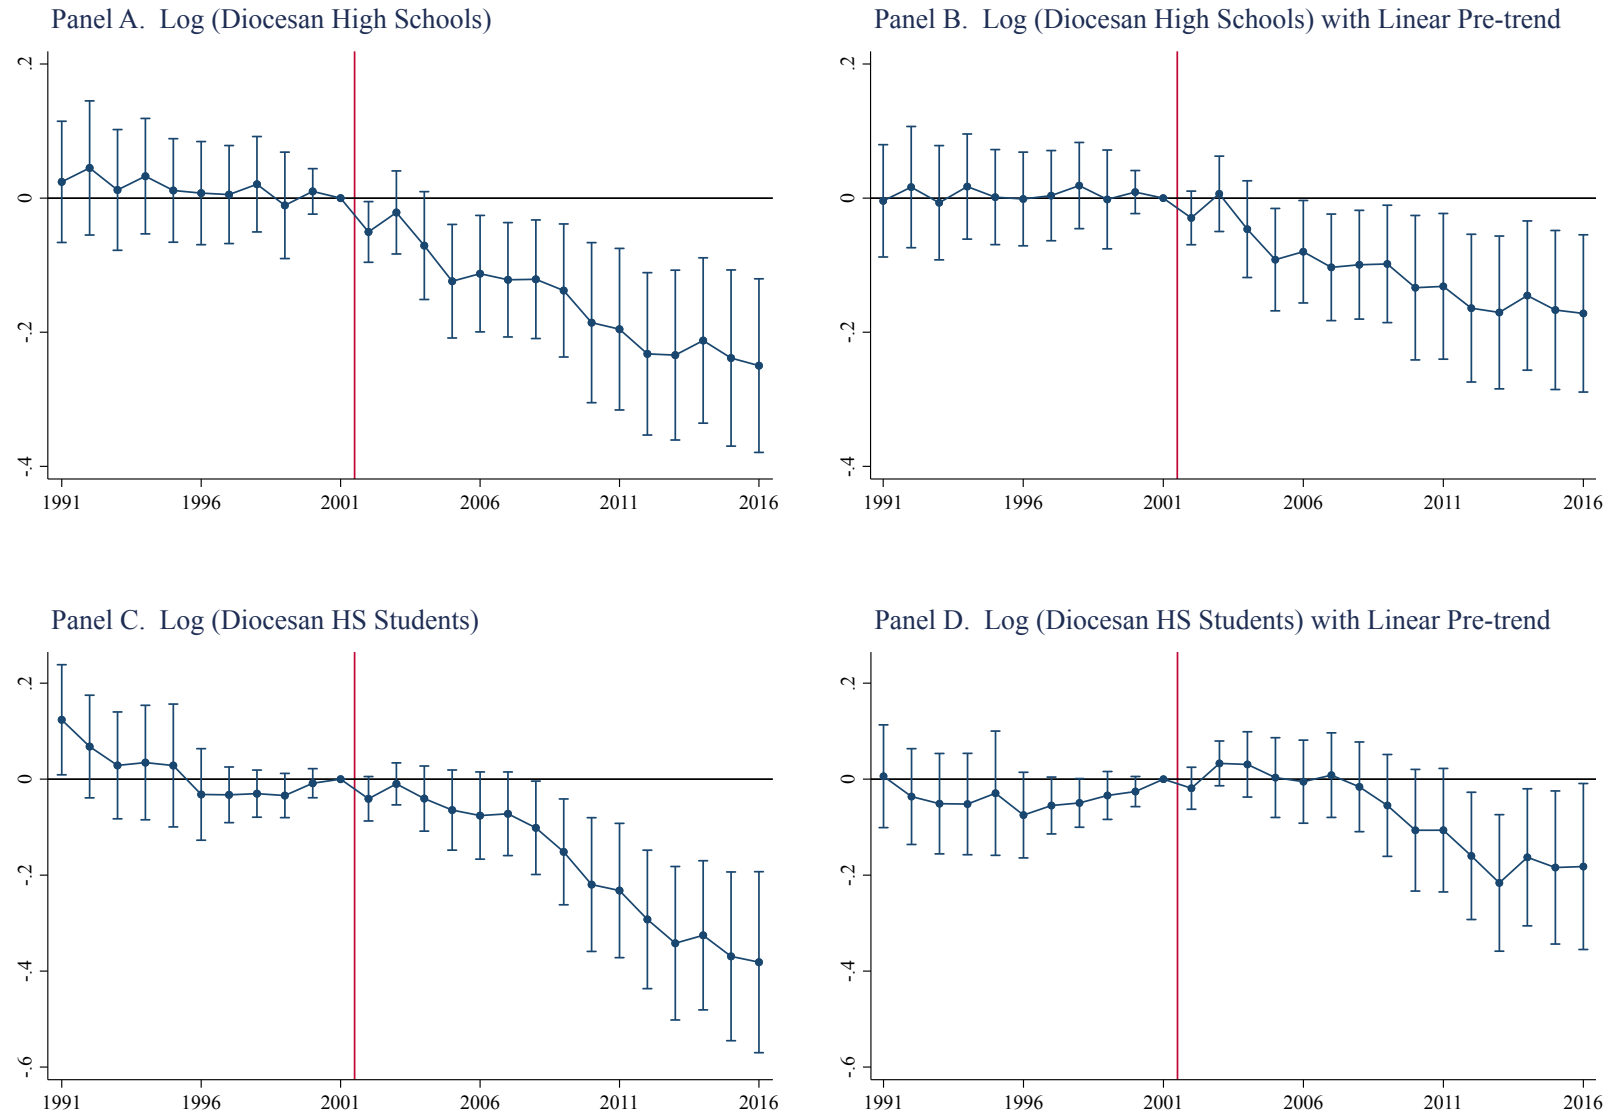 Panel A. Log (Diocesan High Schools)
.2
0
-.2
-.4
1991 1996 2001 2006 2011 2016
Panel B. Log (Diocesan High Schools) with Linear Pre-trend
.2
0
-.2
-.4
1991 1996 2001 2006 2011 2016
Panel C. Log (Diocesan HS Students)
.2
0
-.2
-.4
-.6
1991 1996 2001 2006 2011 2016
Panel D. Log (Diocesan HS Students) with Linear Pre-trend
.2
0
-.2
-.4
-.6
1991 1996 2001 2006 2011 2016